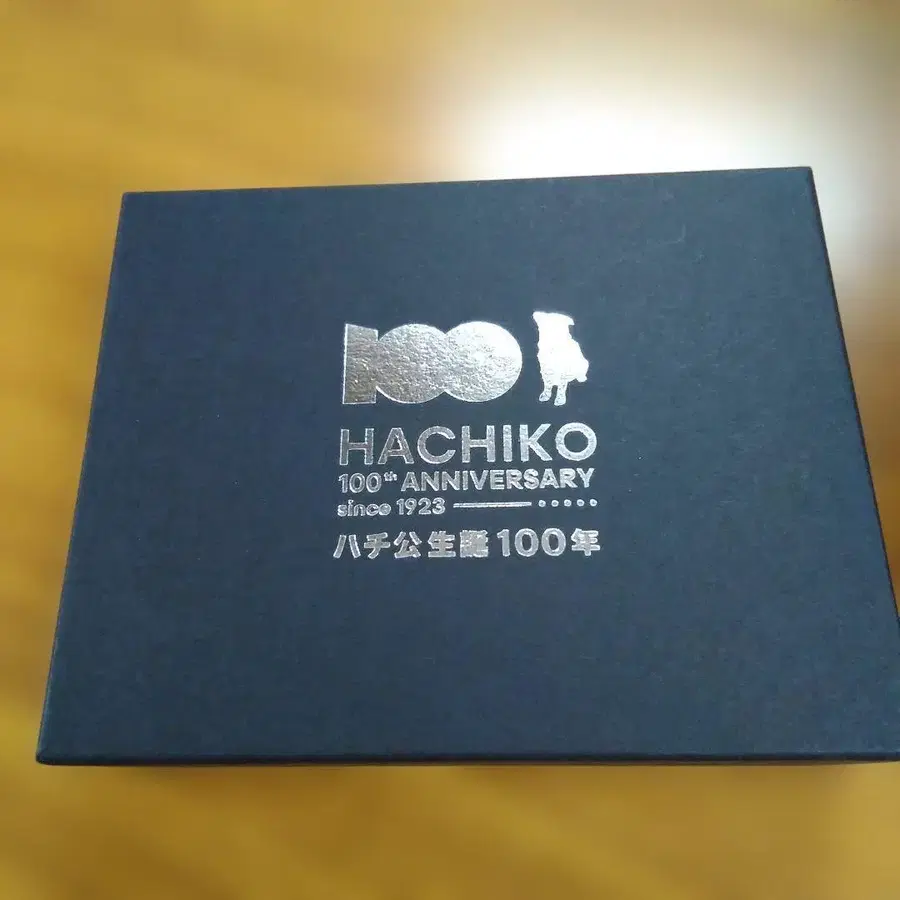 100
HACHIKO
100th ANNIVERSARY
since 1923
ハチ公生誕100年